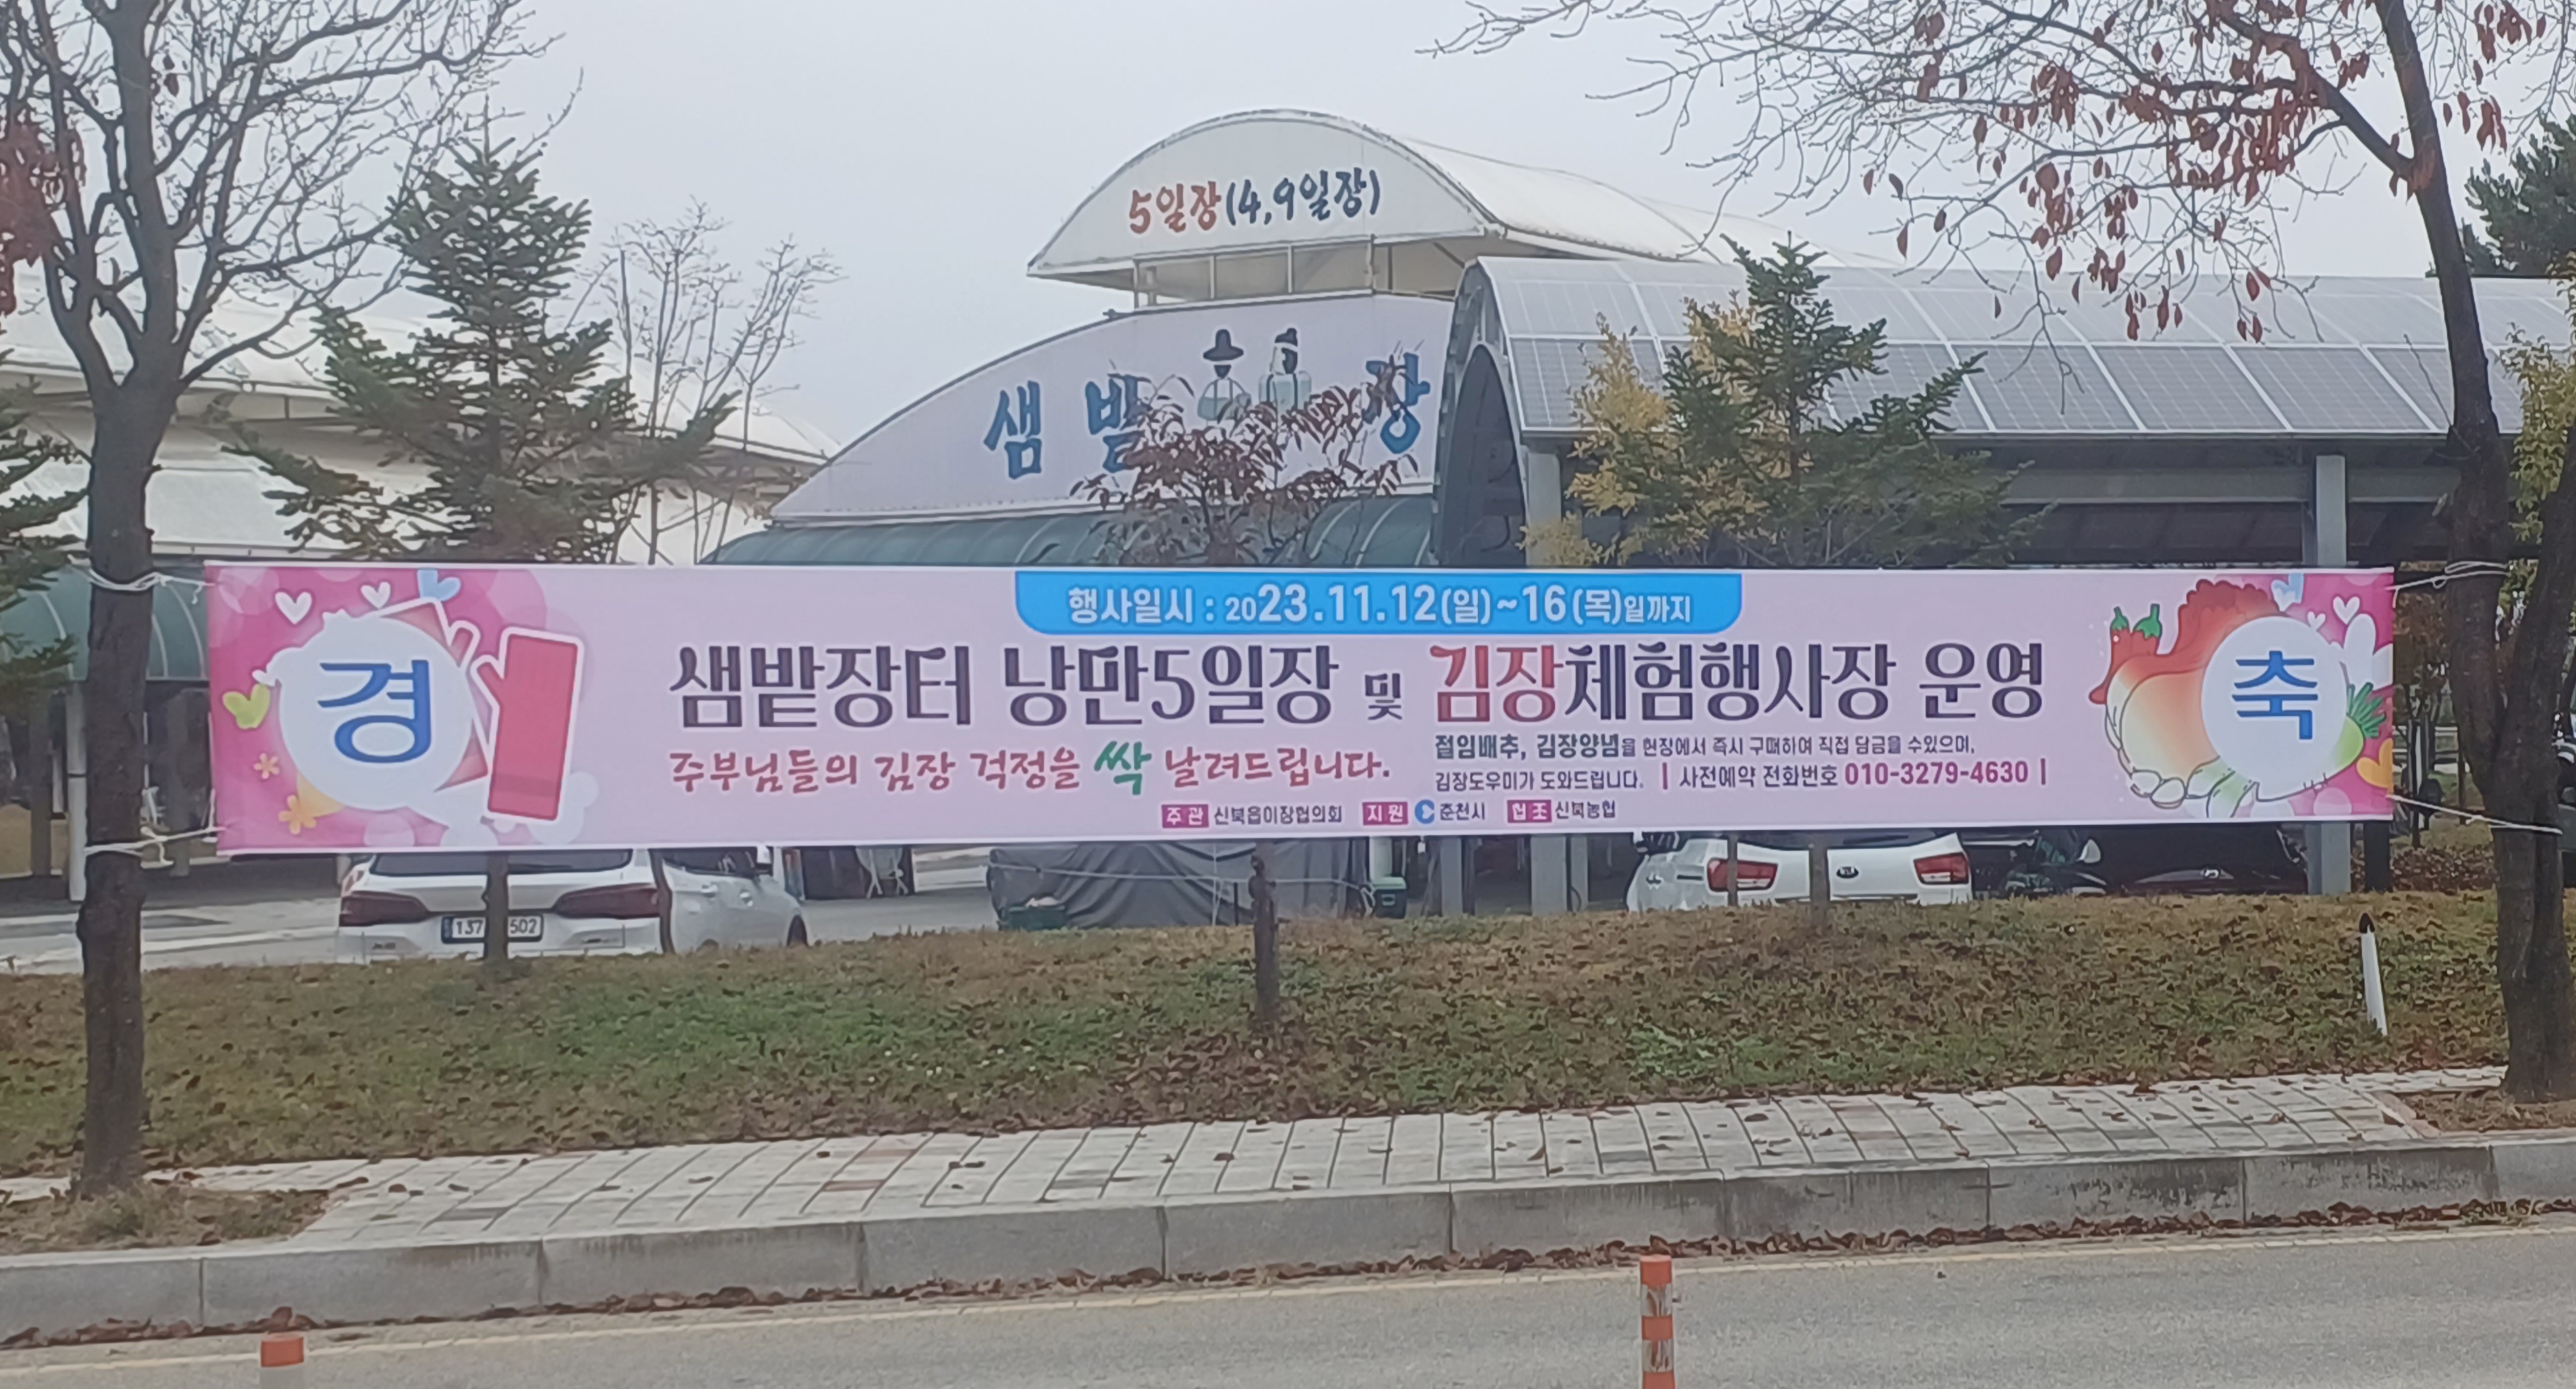 5일장(4,9일장)
샘밭장
행사일시 : 2023.11.12(일)~16(목)일까지
경
축
샘밭장터 낭만5일장 및 김장체험행사장 운영
주부님들의 김장 걱정을 싹 날려드립니다.
절임배추, 김장양념을 현장에서 즉시 구매하여 직접 담금을 수있으며,
김장도우미가 도와드립니다. | 사전예약 전화번호 010-3279-4630 |
주관 신북읍이장협의회 지원 춘천시 협조 신북농협
137 502
KIA